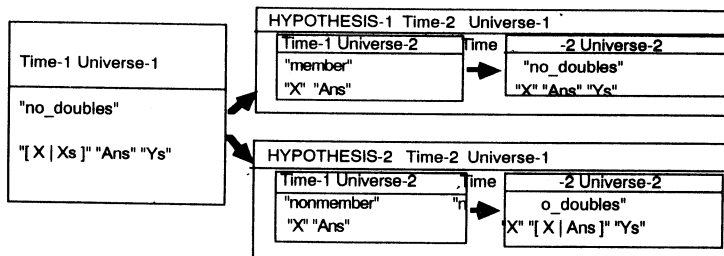 Time-1 Universe-1
"no_doubles"
"[ X | Xs ]" "Ans" "Ys"
HYPOTHESIS-1 Time-2 Universe-1
Time-1 Universe-2
"member"
"X" "Ans"
Time -2 Universe-2
"no_doubles"
"X" "Ans" "Ys"
HYPOTHESIS-2 Time-2 Universe-1
Time-1 Universe-2
"nonmember"
"X" "Ans"
Time -2 Universe-2
"n o_doubles"
"X" "[ X | Ans ]" "Ys"